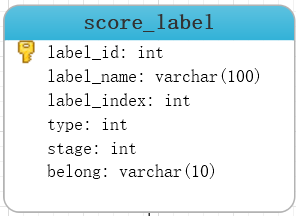 score_label
label_id: int
label_name: varchar(100)
label_index: int
type: int
stage: int
belong: varchar(10)